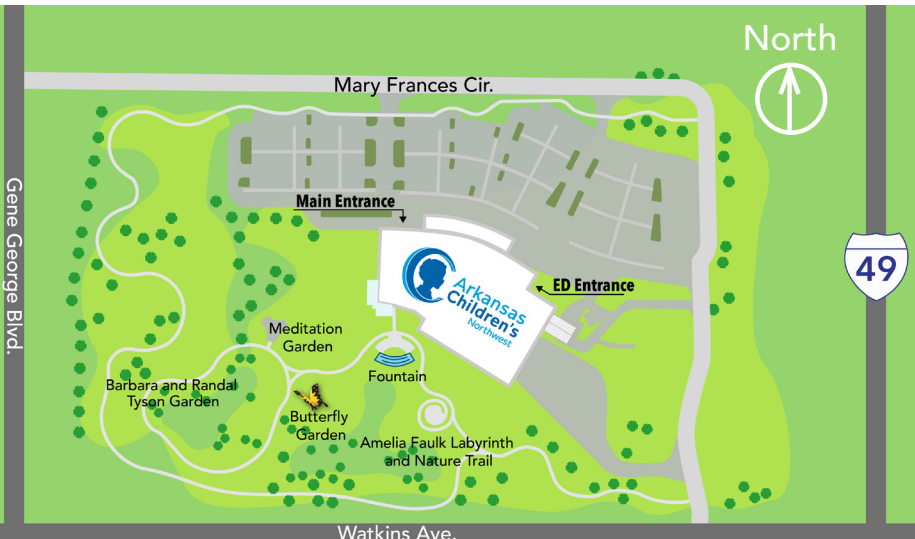 North
Mary Frances Cir.
Gene George Blvd.
Main Entrance
49
ED Entrance
Arkansas
Children's
Northwest
Meditation
Garden
Fountain
Barbara and Randal
Tyson Garden
Butterfly
Garden
Amelia Faulk Labyrinth
and Nature Trail
Watkins Ave.